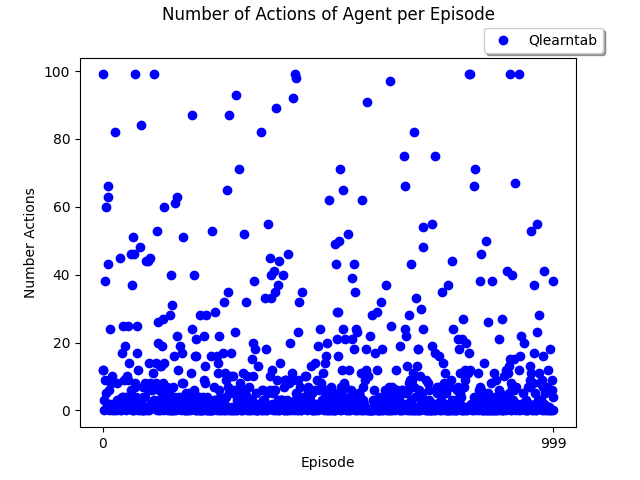 Number of Actions of Agent per Episode
Qlearntab
100
80
60
40
20
0
Number Actions
0
999
Episode